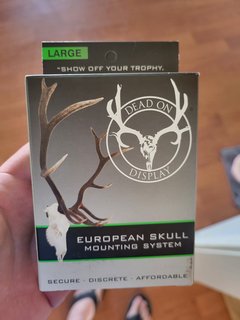 LARGE
"SHOW OFF YOUR TROPHY.
DEAD ON
DISPLAY
EUROPEAN SKULL
MOUNTING SYSTEM
SECURE - DISCRETE - AFFORDABLE